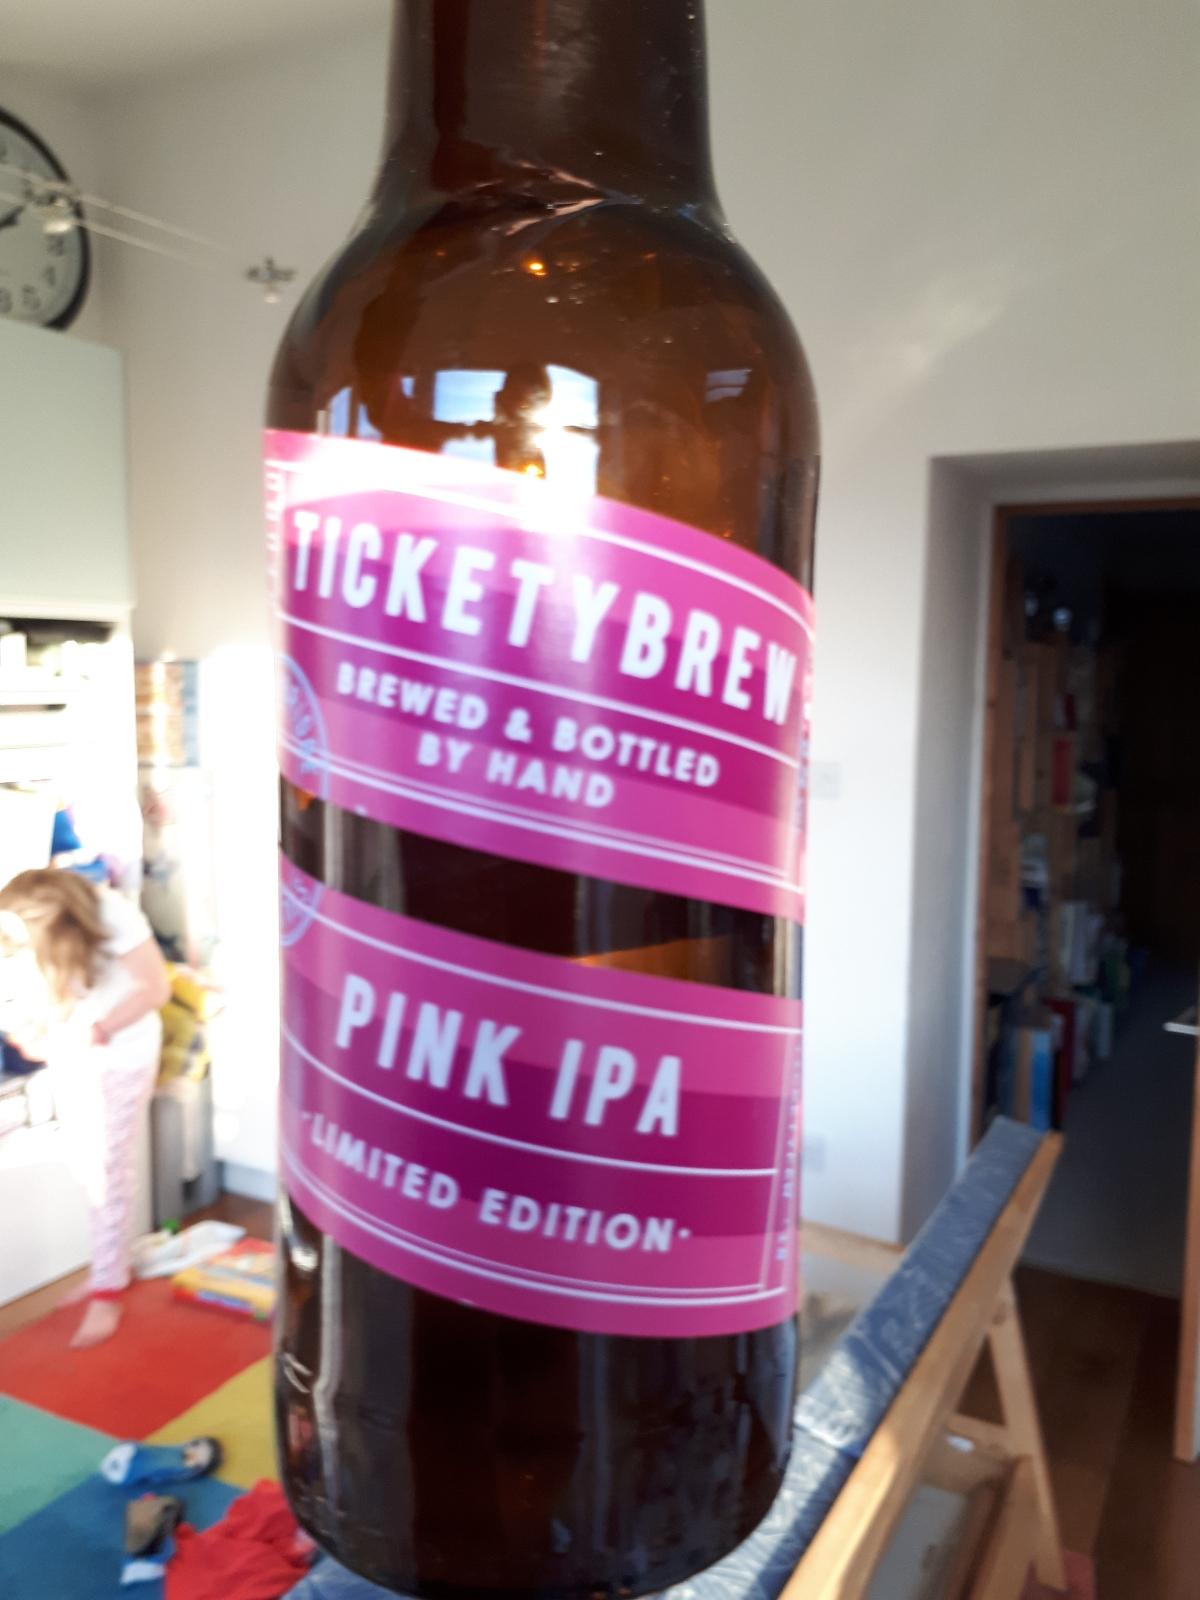 TICKETYBREW
BREWED & BOTTLED
BY HAND
PINK IPA
·LIMITED EDITION·